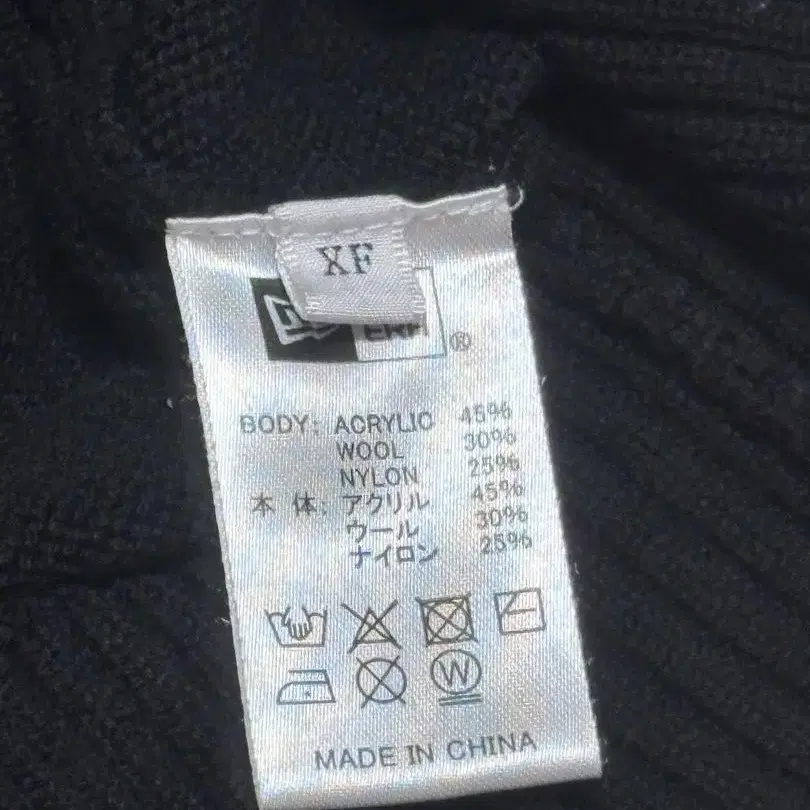 XF
ERA®
BODY: ACRYLIC 45%
WOOL 30%
NYLON 25%
本体: アクリル 45%
ウール 30%
ナイロン 25%
W
MADE IN CHINA